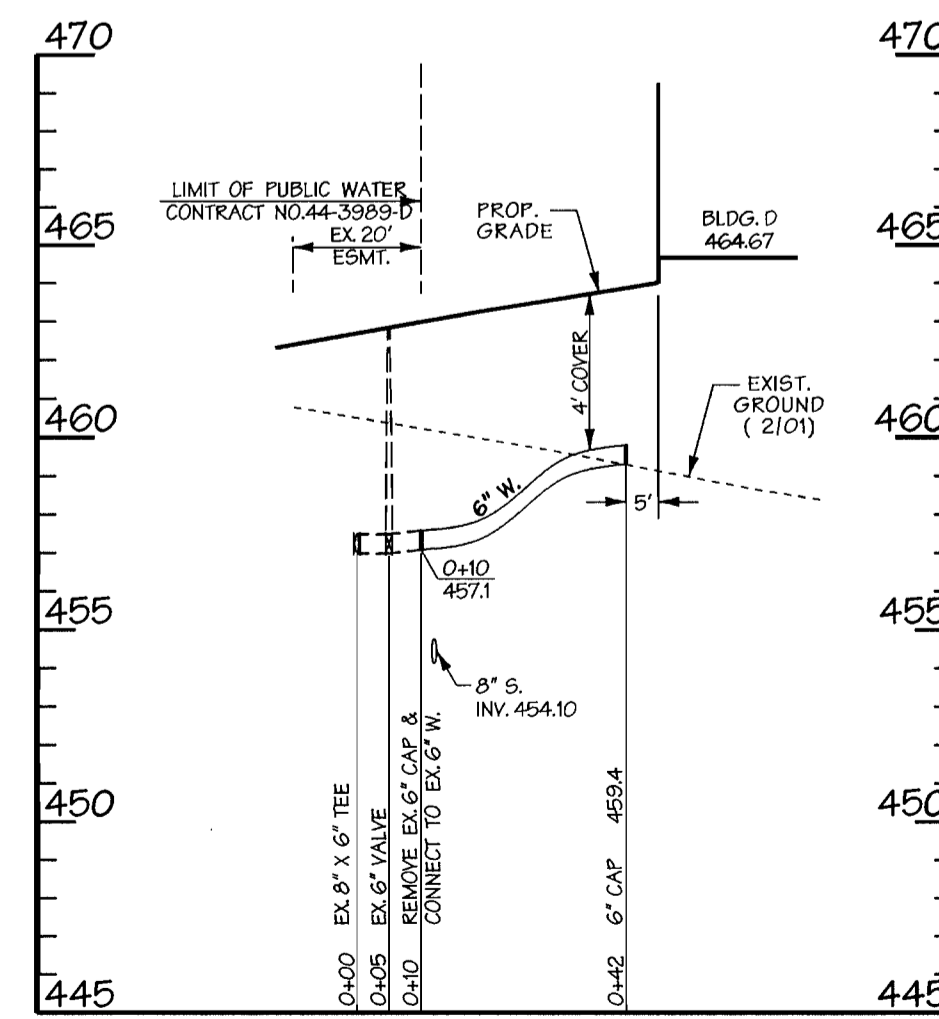 470
470
LIMIT OF PUBLIC WATER
CONTRACT NO.44-3989-D
EX. 20'
ESMT.
PROP.
GRADE
BLDG. D
464.67
465
465
4' COVER
EXIST.
GROUND
( 2/01)
460
460
6" W.
5'
0+10
457.1
455
455
8" S.
INV. 454.10
450
450
0+00 EX. 8" X 6" TEE
0+05 EX. 6" VALVE
0+10 REMOVE EX. 6" CAP &
CONNECT TO EX. 6" W.
0+42 6" CAP 459.4
445
445